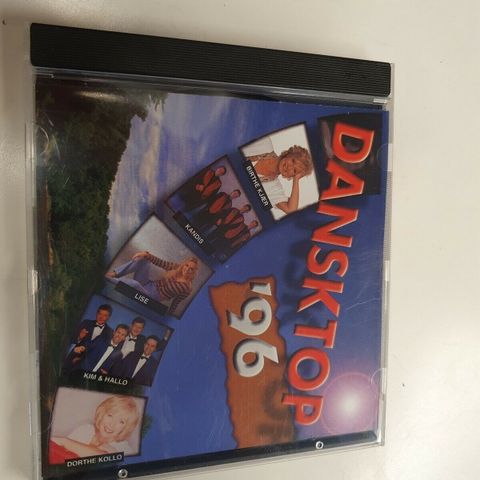 DANSKTOP
'96
BIRTHE KJÆR
KANDIS
LISE
KIM & HALLO
DORTHE KOLLO